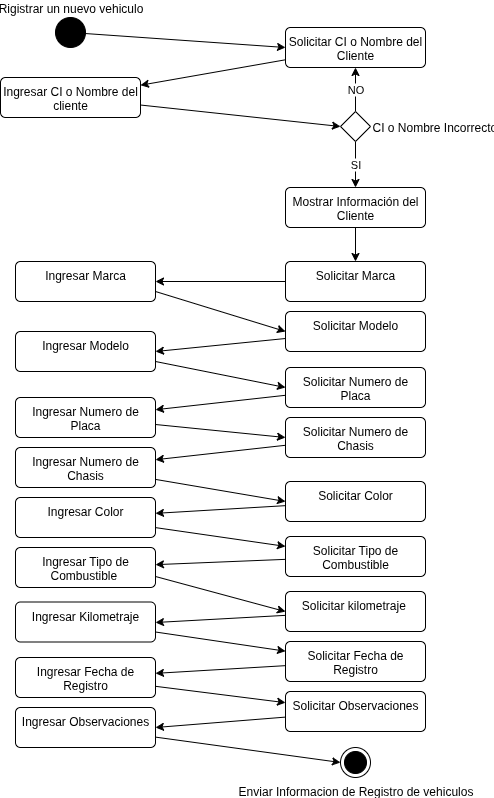 Rigistrar un nuevo vehiculo
Solicitar CI o Nombre del
Cliente
Ingresar CI o Nombre del
cliente
NO
CI o Nombre Incorrecto
SI
Mostrar Información del
Cliente
Ingresar Marca
Solicitar Marca
Solicitar Modelo
Ingresar Modelo
Solicitar Numero de
Placa
Ingresar Numero de
Placa
Solicitar Numero de
Chasis
Ingresar Numero de
Chasis
Solicitar Color
Ingresar Color
Solicitar Tipo de
Combustible
Ingresar Tipo de
Combustible
Solicitar kilometraje
Ingresar Kilometraje
Solicitar Fecha de
Registro
Ingresar Fecha de
Registro
Solicitar Observaciones
Ingresar Observaciones
Enviar Informacion de Registro de vehiculos